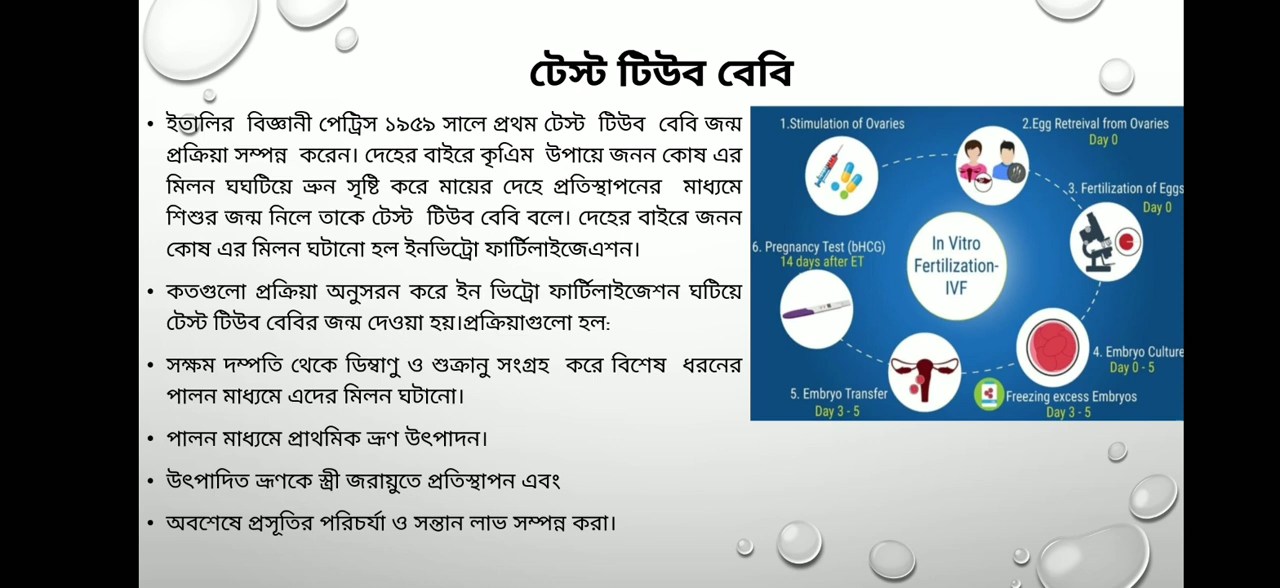 টেস্ট টিউব বেবি
• ইতালির বিজ্ঞানী পেট্রিস ১৯৫৯ সালে প্রথম টেস্ট টিউব বেবি জন্ম
প্রক্রিয়া সম্পন্ন করেন। দেহের বাইরে কৃএিম উপায়ে জনন কোষ এর
মিলন ঘঘটিয়ে ভ্রুন সৃষ্টি করে মায়ের দেহে প্রতিস্থাপনের মাধ্যমে
শিশুর জন্ম নিলে তাকে টেস্ট টিউব বেবি বলে। দেহের বাইরে জনন
কোষ এর মিলন ঘটানো হল ইনভিট্রো ফার্টিলাইজেএশন।
• কতগুলো প্রক্রিয়া অনুসরন করে ইন ভিট্রো ফার্টিলাইজেশন ঘটিয়ে
টেস্ট টিউব বেবির জন্ম দেওয়া হয়।প্রক্রিয়াগুলো হল:
• সক্ষম দম্পতি থেকে ডিম্বাণু ও শুক্রানু সংগ্রহ করে বিশেষ ধরনের
পালন মাধ্যমে এদের মিলন ঘটানো।
• পালন মাধ্যমে প্রাথমিক ভ্রূণ উৎপাদন।
• উৎপাদিত ভ্রূণকে স্ত্রী জরায়ুতে প্রতিস্থাপন এবং
• অবশেষে প্রসূতির পরিচর্যা ও সন্তান লাভ সম্পন্ন করা।
1.Stimulation of Ovaries
2.Egg Retreival from Ovaries
Day 0
3. Fertilization of Eggs
Day 0
In Vitro
Fertilization-
IVF
4. Embryo Culture
Day 0 - 5
Freezing excess Embryos
Day 3 - 5
5. Embryo Transfer
Day 3 - 5
6. Pregnancy Test (bHCG)
14 days after ET